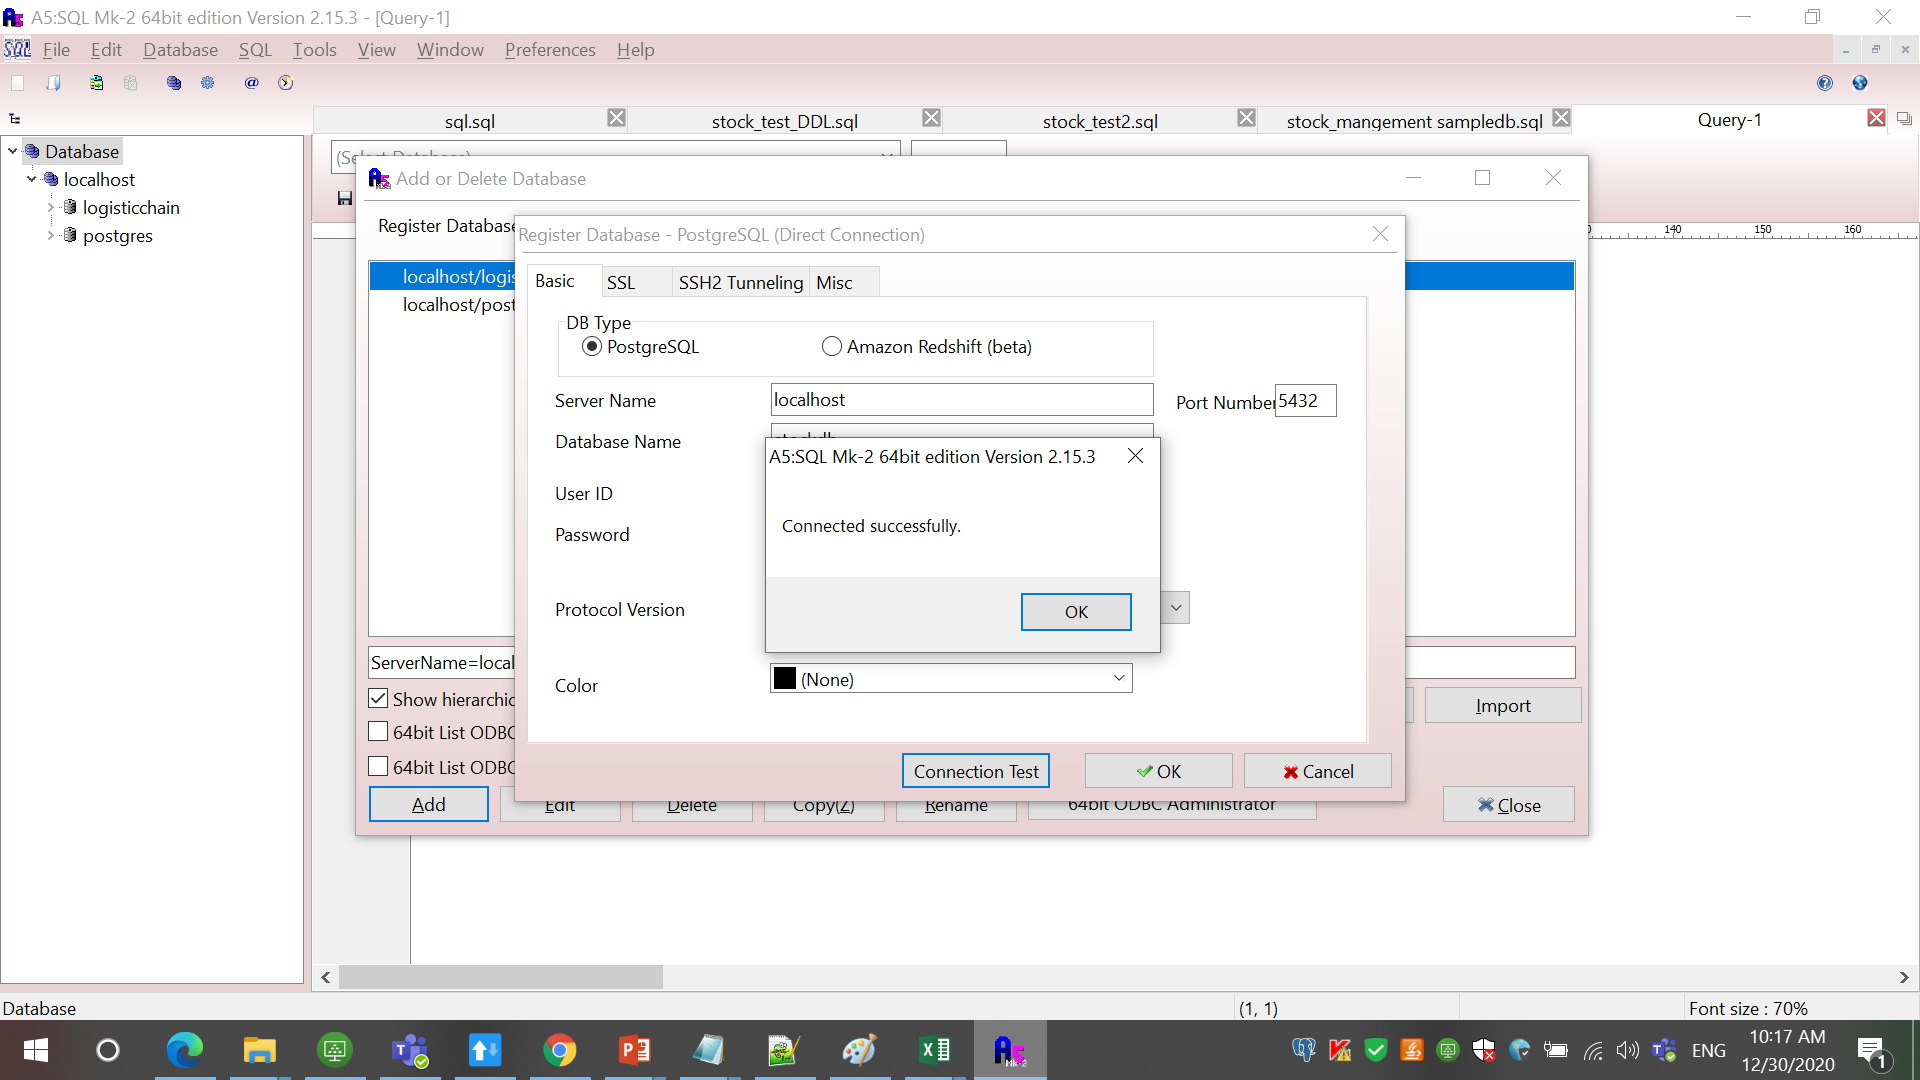 A5:SQL Mk-2 64bit edition Version 2.15.3 - [Query-1]
SQL File Edit Database SQL Tools View Window Preferences Help
sql.sql stock_test_DDL.sql stock_test2.sql stock_mangement sampledb.sql Query-1
Database
localhost
logisticchain
postgres
Add or Delete Database
Register Database
Register Database - PostgreSQL (Direct Connection)
140 150 160
localhost/logis
localhost/post
Basic SSL SSH2 Tunneling Misc
DB Type
PostgreSQL Amazon Redshift (beta)
Server Name localhost Port Number 5432
Database Name stockdb
A5:SQL Mk-2 64bit edition Version 2.15.3
User ID
Connected successfully.
Password
Protocol Version
OK
ServerName=local
Color (None)
Show hierarchic
Import
64bit List ODBC
64bit List ODBC
Connection Test OK Cancel
Add Edit Delete Copy(Z) Rename 64bit ODBC Administrator Close
Database (1, 1) Font size : 70%
Mk-2
ENG
10:17 AM
12/30/2020
1